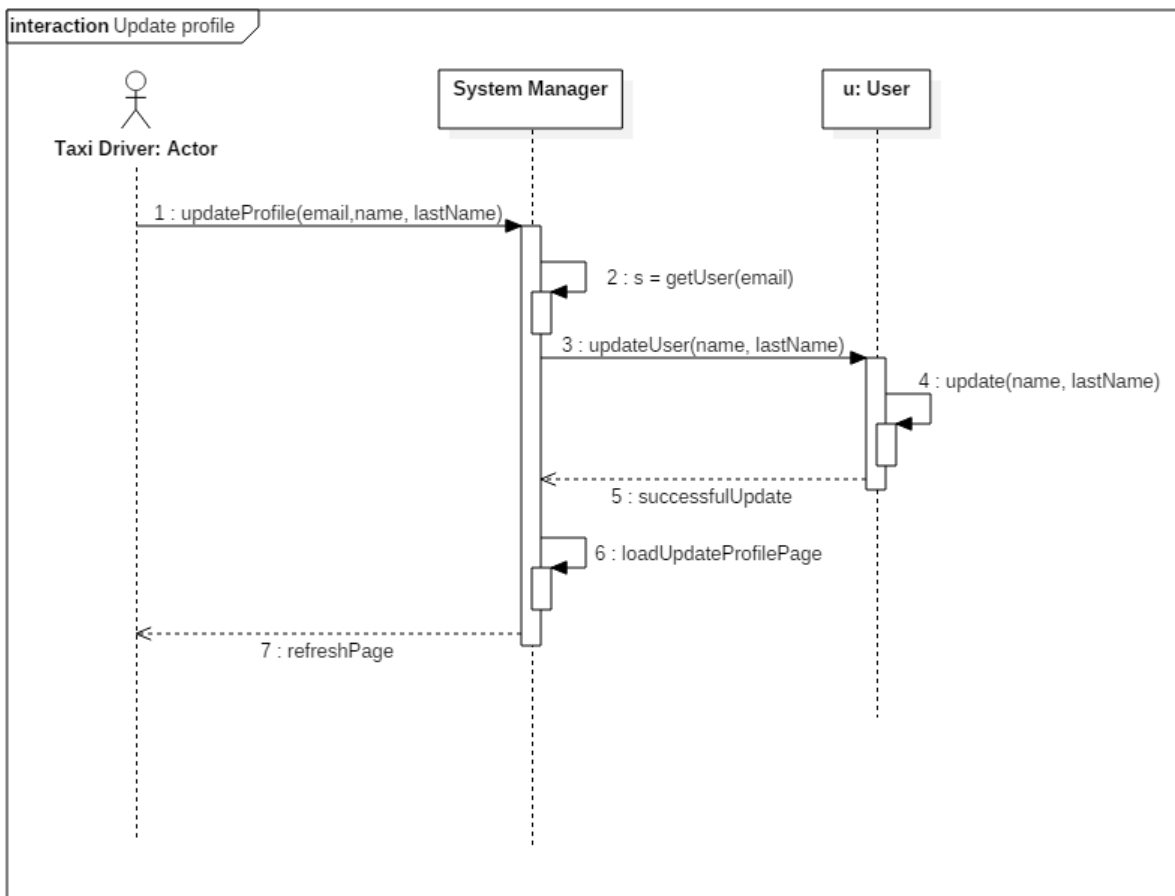 interaction Update profile
System Manager
u: User
Taxi Driver: Actor
1 : updateProfile(email,name, lastName)
2 : s = getUser(email)
3 : updateUser(name, lastName)
4 : update(name, lastName)
5 : successfulUpdate
6 : loadUpdateProfilePage
7 : refreshPage